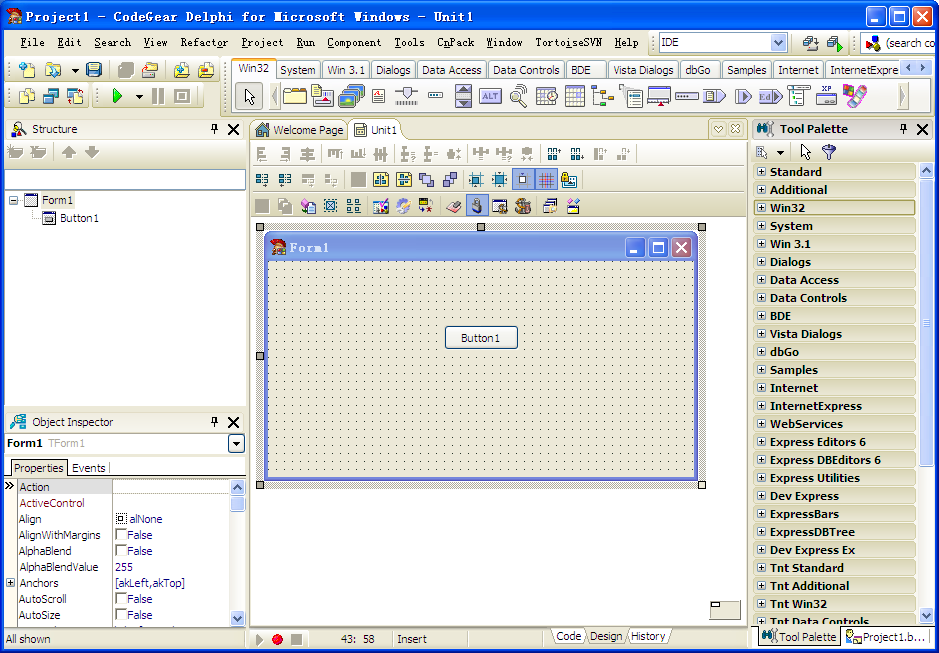 Project1 - CodeGear Delphi for Microsoft Windows - Unit1
File Edit Search View Refactor Project Run Component Tools CnPack Window TortoiseSVN Help IDE (search co
Win32 System Win 3.1 Dialogs Data Access Data Controls BDE Vista Dialogs dbGo Samples Internet InternetExpre
ALT Ed XP
Structure
Form1
Button1
Object Inspector
Form1 TForm1
Properties Events
Action
ActiveControl
Align alNone
AlignWithMargins False
AlphaBlend False
AlphaBlendValue 255
Anchors [akLeft,akTop]
AutoScroll False
AutoSize False
All shown
Welcome Page Unit1
Form1
Button1
43: 58 Insert Code Design History
Tool Palette
Standard
Additional
Win32
System
Win 3.1
Dialogs
Data Access
Data Controls
BDE
Vista Dialogs
dbGo
Samples
Internet
InternetExpress
WebServices
Express Editors 6
Express DBEditors 6
Express Utilities
Dev Express
ExpressBars
ExpressDBTree
Dev Express Ex
Tnt Standard
Tnt Additional
Tnt Win32
Tnt Data Controls
Tool Palette Project1.b...